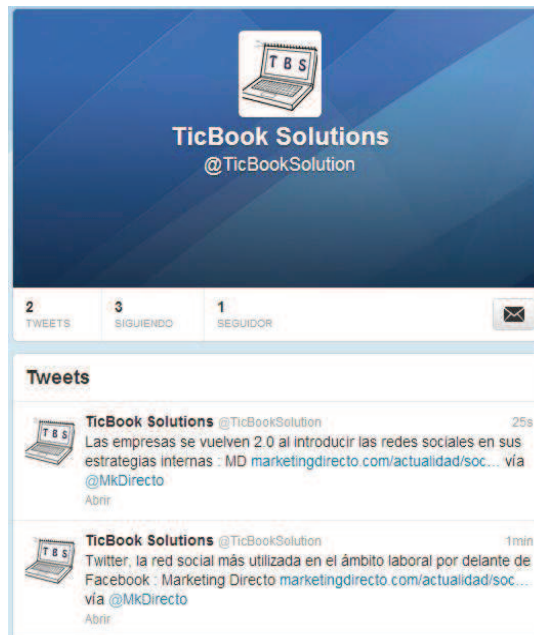 TBS
TicBook Solutions
@TicBookSolution
2 3 1
TWEETS SIGUIENDO SEGUIDOR
Tweets
TBS
TicBook Solutions @TicBookSolution 25s
Las empresas se vuelven 2.0 al introducir las redes sociales en sus
estrategias internas : MD marketingdirecto.com/actualidad/soc... vía
@MkDirecto
Abrir
TBS
TicBook Solutions @TicBookSolution 1min
Twitter, la red social más utilizada en el ámbito laboral por delante de
Facebook : Marketing Directo marketingdirecto.com/actualidad/soc...
vía @MkDirecto
Abrir